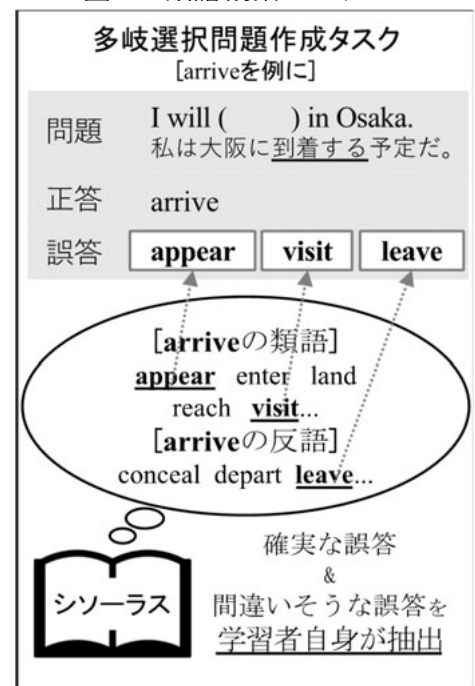 多岐選択問題作成タスク
[arriveを例に]
問題 I will (　　) in Osaka.
私は大阪に到着する予定だ。
正答 arrive
誤答 appear visit leave
[arriveの類語]
appear enter land
reach visit...
[arriveの反語]
conceal depart leave...
シソーラス
確実な誤答
&
間違いそうな誤答を
学習者自身が抽出